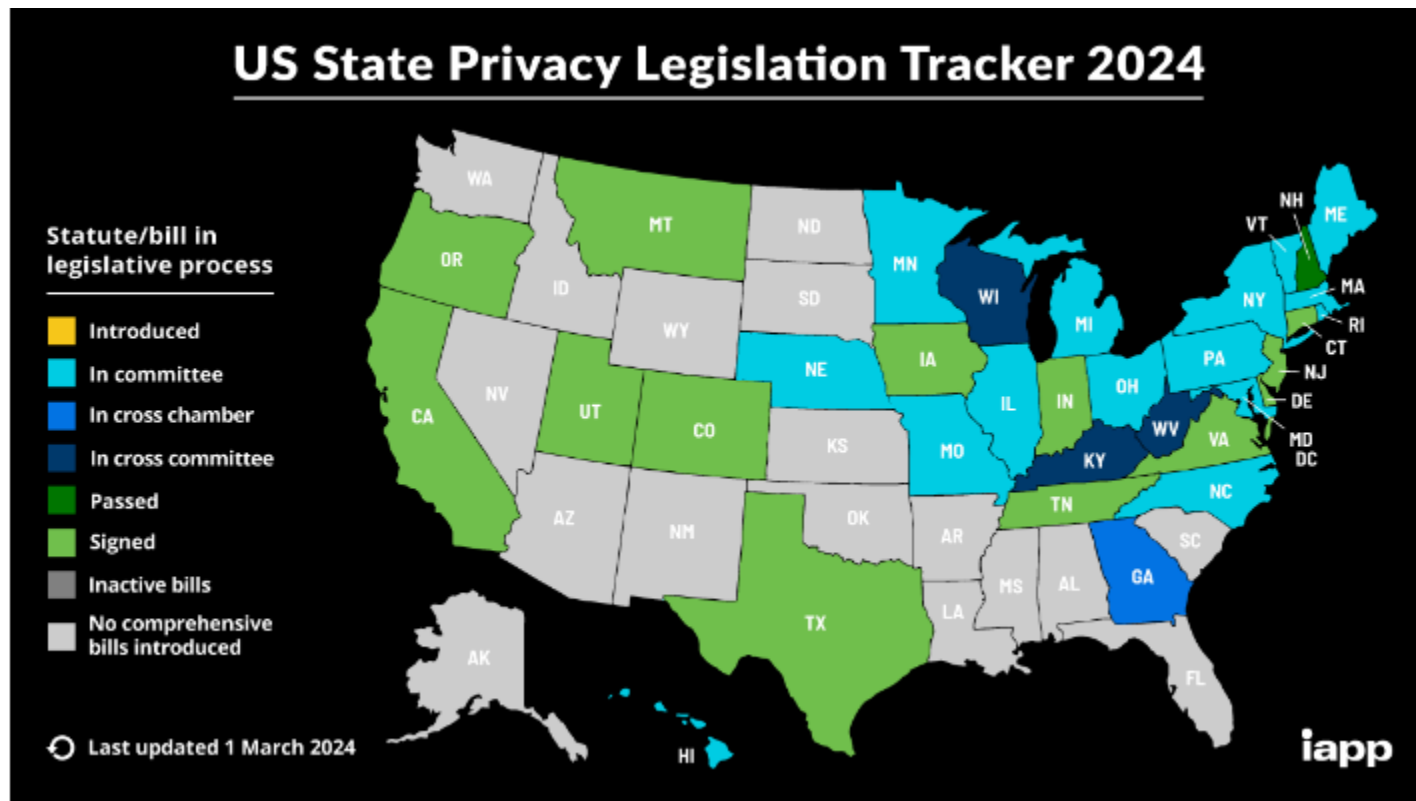 US State Privacy Legislation Tracker 2024
Statute/bill in
legislative process
Introduced
In committee
In cross chamber
In cross committee
Passed
Signed
Inactive bills
No comprehensive
bills introduced
Last updated 1 March 2024
WA
OR
CA
NV
ID
MT
WY
UT
CO
AZ
NM
ND
SD
NE
KS
OK
TX
MN
IA
MO
AR
LA
WI
IL
MI
IN
OH
KY
TN
MS
AL
GA
FL
SC
NC
VA
WV
PA
NY
VT
NH
ME
MA
RI
CT
NJ
DE
MD
DC
AK
HI
iapp